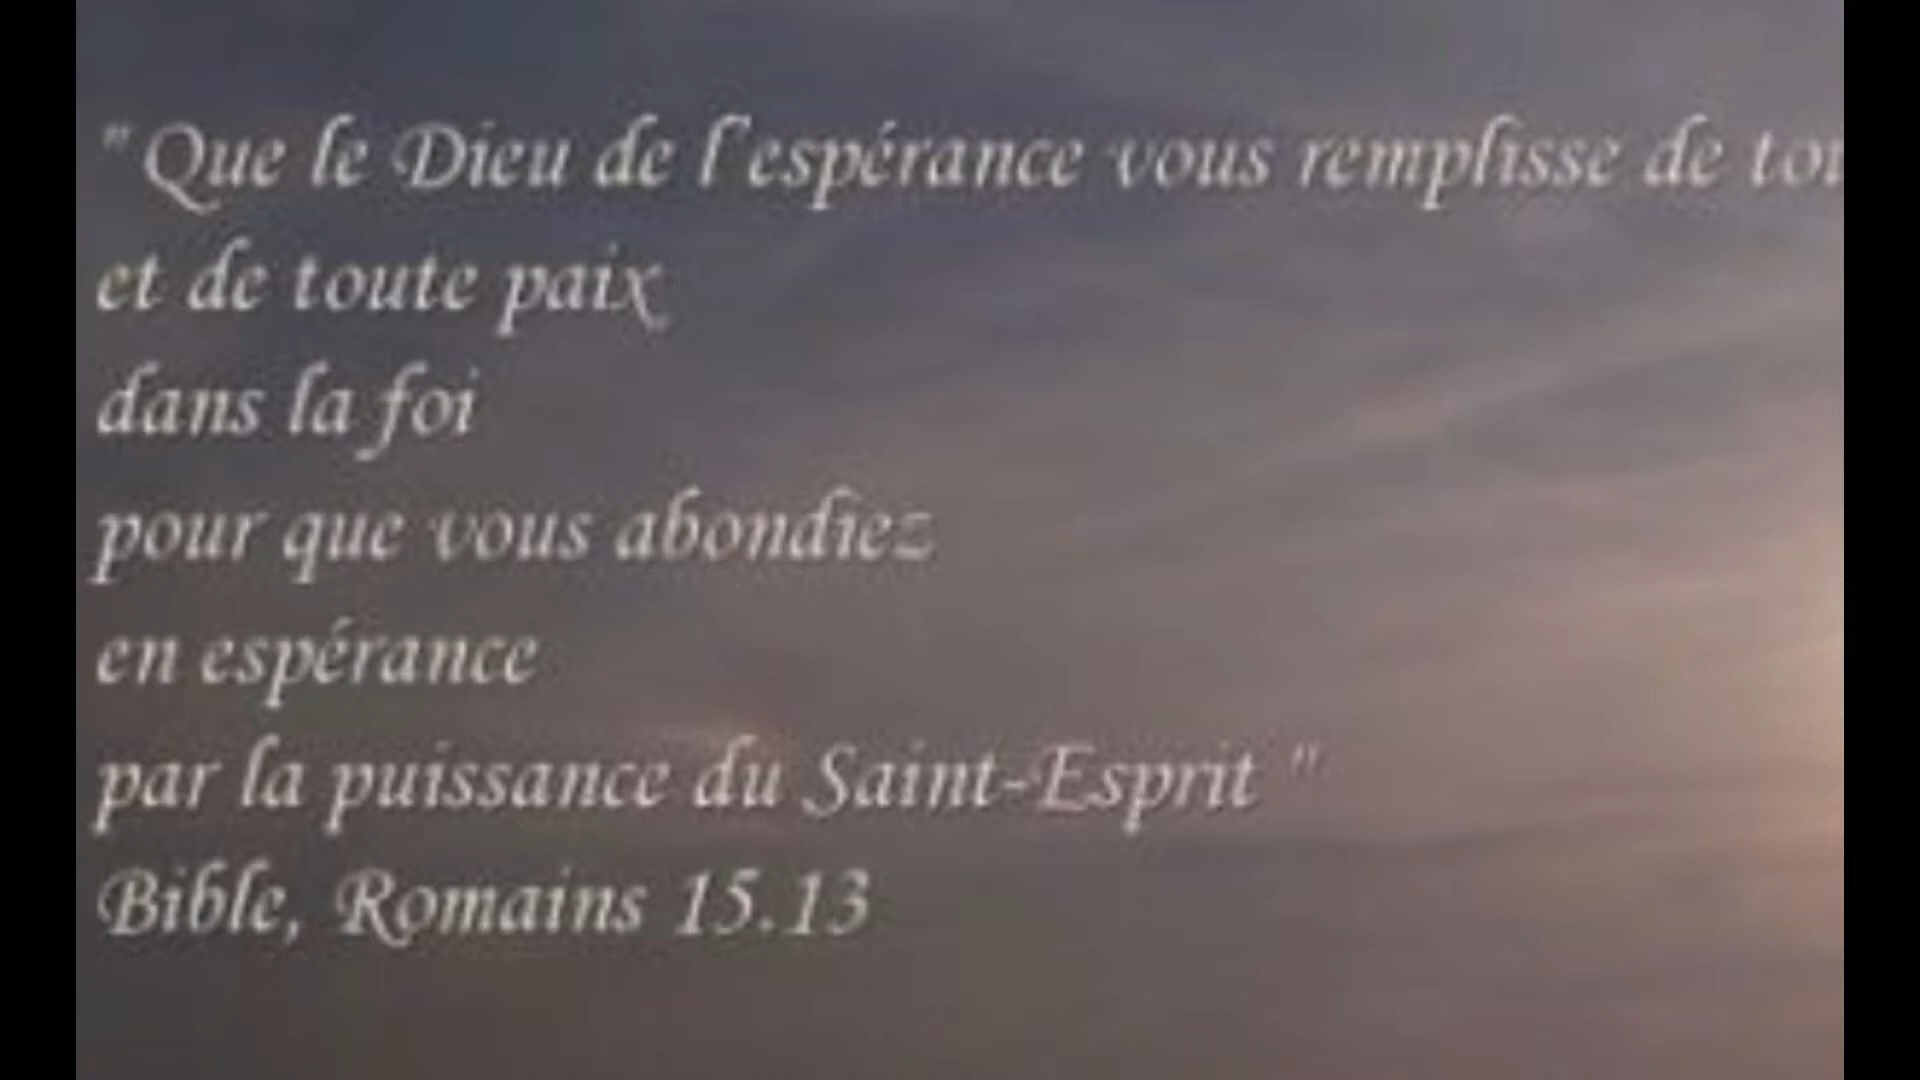 "Que le Dieu de l'espérance vous remplisse de
et de toute paix
dans la foi
pour que vous abondiez
en espérance
par la puissance du Saint-Esprit "
Bible, Romains 15.13